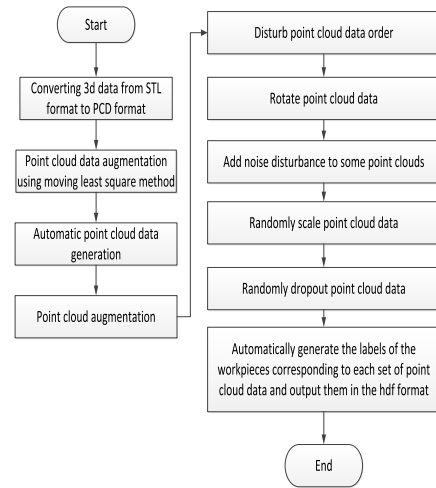 Start
Converting 3d data from STL
format to PCD format
Point cloud data augmentation
using moving least square method
Automatic point cloud data
generation
Point cloud augmentation
Disturb point cloud data order
Rotate point cloud data
Add noise disturbance to some point clouds
Randomly scale point cloud data
Randomly dropout point cloud data
Automatically generate the labels of the
workpieces corresponding to each set of point
cloud data and output them in the hdf format
End